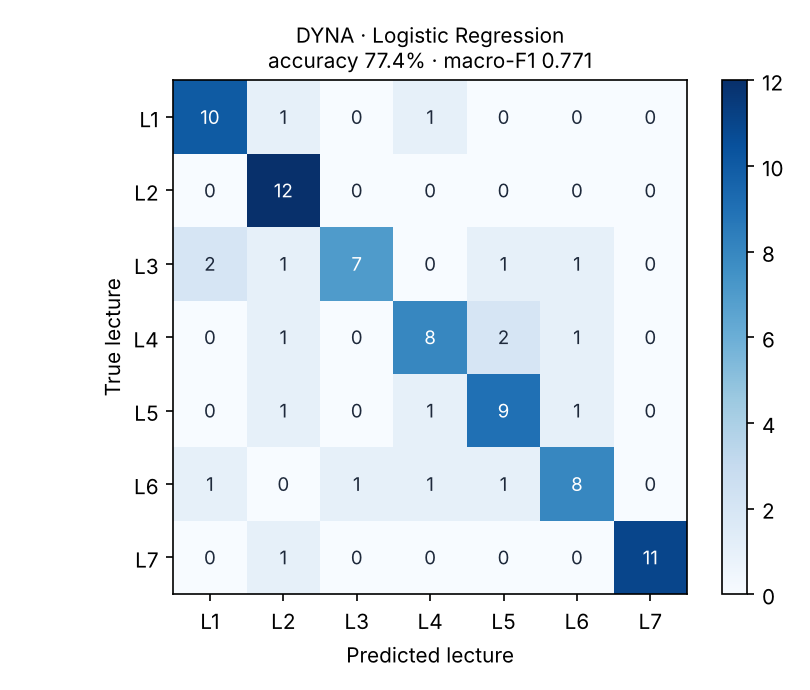 DYNA · Logistic Regression
accuracy 77.4% · macro-F1 0.771
L1 10 1 0 1 0 0 0
L2 0 12 0 0 0 0 0
L3 2 1 7 0 1 1 0
L4 0 1 0 8 2 1 0
L5 0 1 0 1 9 1 0
L6 1 0 1 1 1 8 0
L7 0 1 0 0 0 0 11
L1 L2 L3 L4 L5 L6 L7
Predicted lecture
True lecture
12
10
8
6
4
2
0